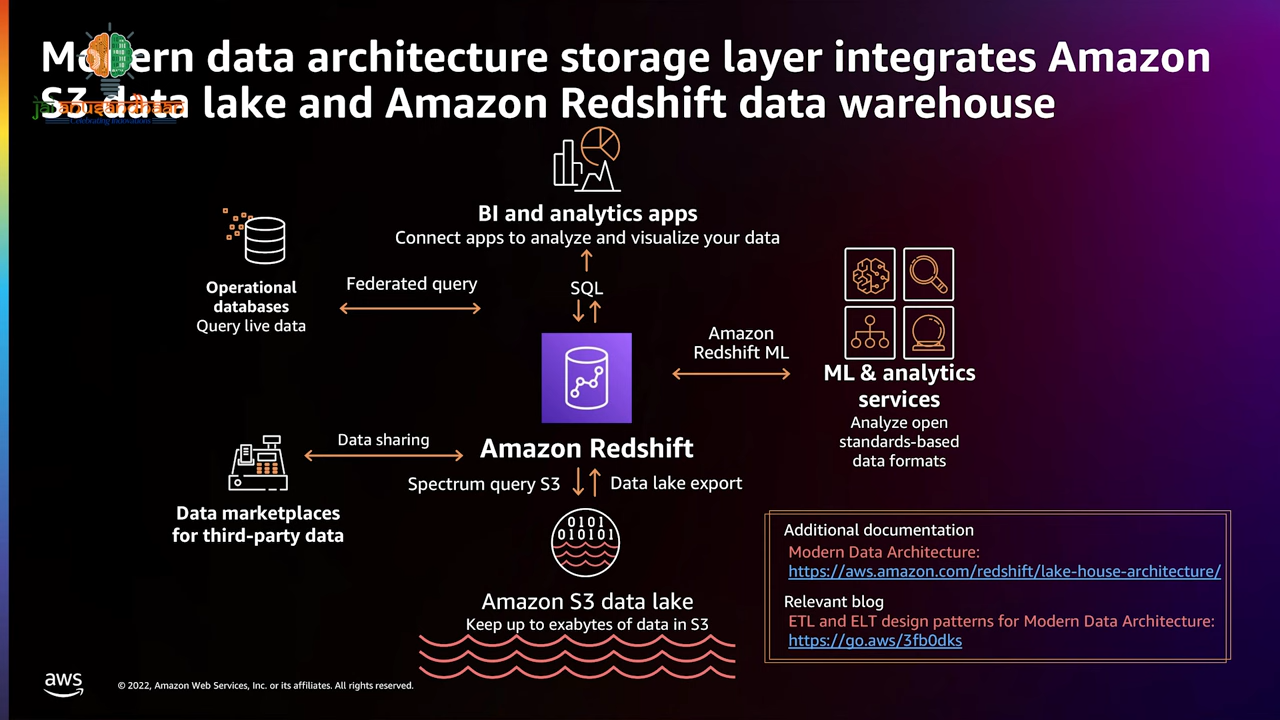 Modern data architecture storage layer integrates Amazon
S3 data lake and Amazon Redshift data warehouse
jaianusandhaan
Celebrating Innovation
BI and analytics apps
Connect apps to analyze and visualize your data
Operational
databases
Query live data
Federated query
SQL
Amazon
Redshift ML
ML & analytics
services
Analyze open
standards-based
data formats
Data sharing
Amazon Redshift
Spectrum query S3
Data lake export
Data marketplaces
for third-party data
0101
010101
Amazon S3 data lake
Keep up to exabytes of data in S3
Additional documentation
Modern Data Architecture:
https://aws.amazon.com/redshift/lake-house-architecture/
Relevant blog
ETL and ELT design patterns for Modern Data Architecture:
https://go.aws/3fb0dks
aws
© 2022, Amazon Web Services, Inc. or its affiliates. All rights reserved.